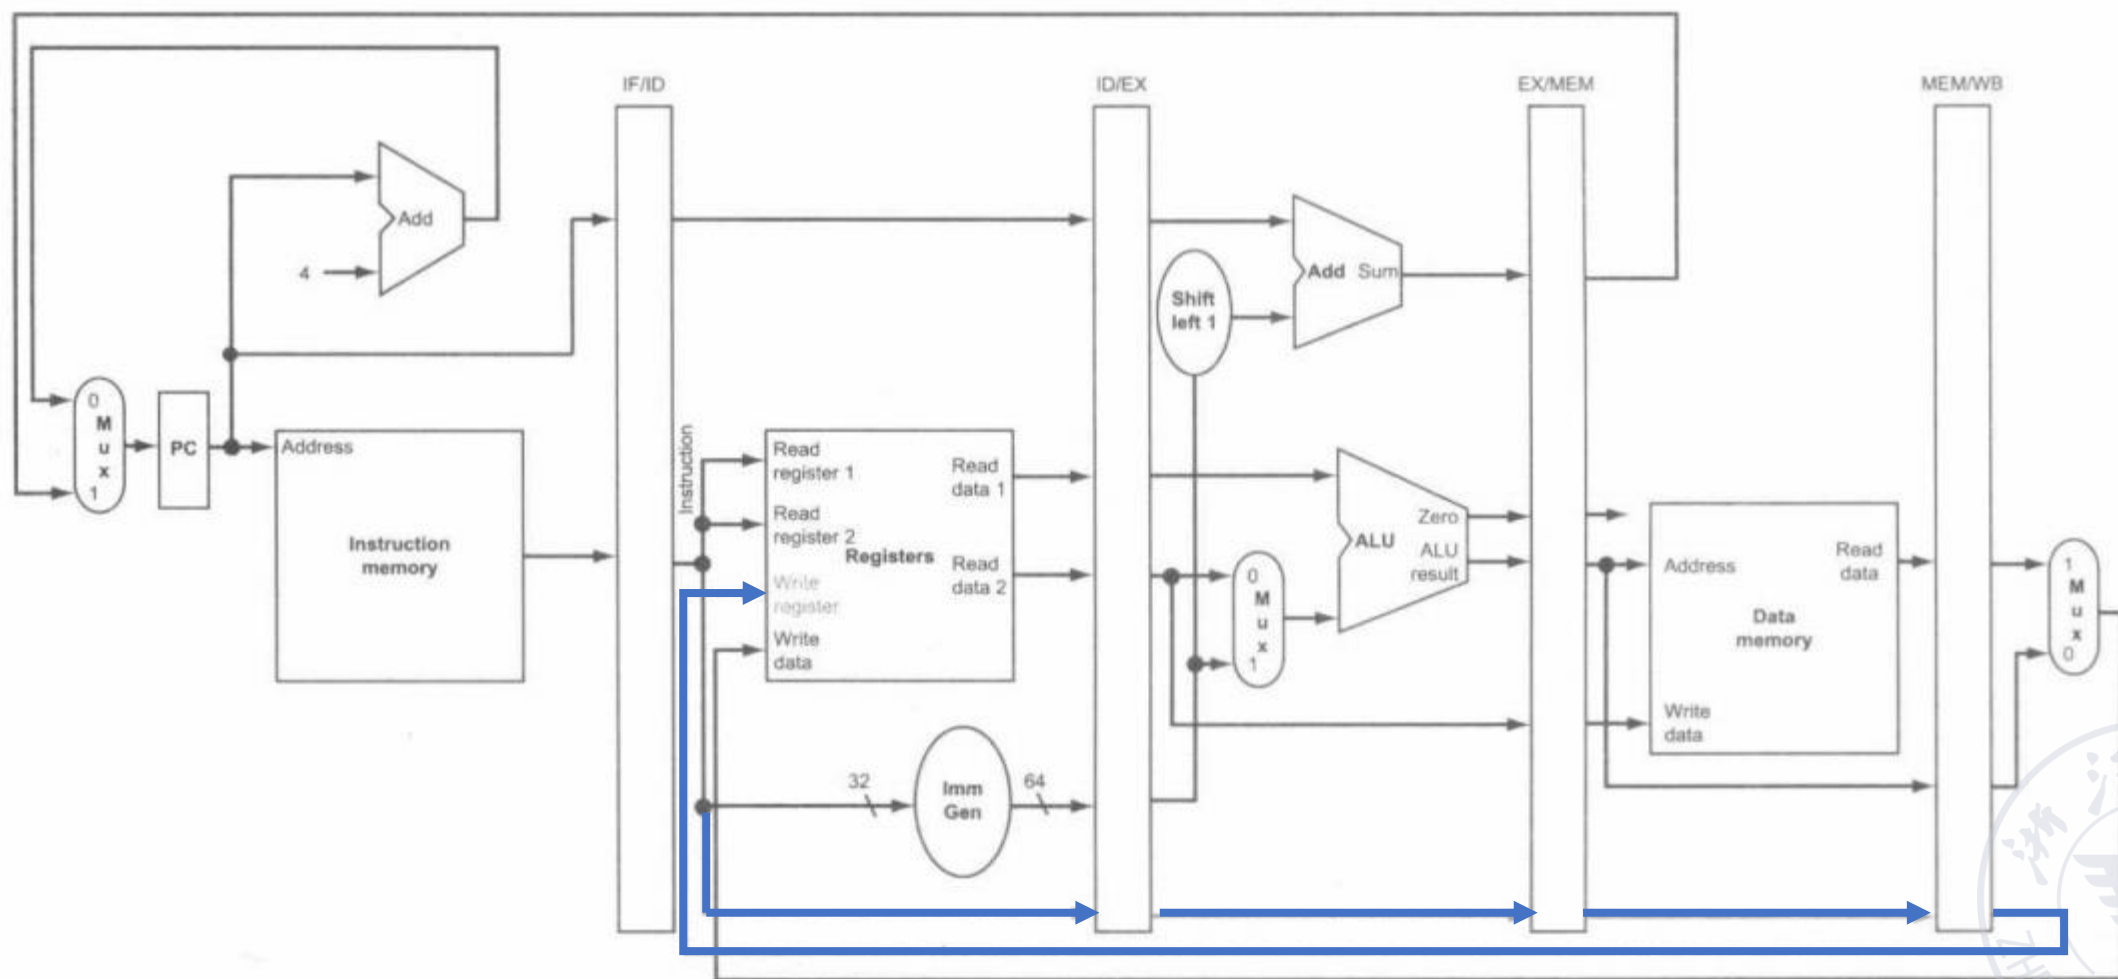 IF/ID
ID/EX
EX/MEM
MEM/WB
Add
4
Shift
left 1
Add Sum
0
M
u
x
1
PC
Address
Instruction
memory
Instruction
Read
register 1
Read
register 2
Registers
Write
register
Write
data
Read
data 1
Read
data 2
0
M
u
x
1
Zero
ALU
ALU
result
Address
Read
data
Data
memory
Write
data
1
M
u
x
0
32
Imm
Gen
64